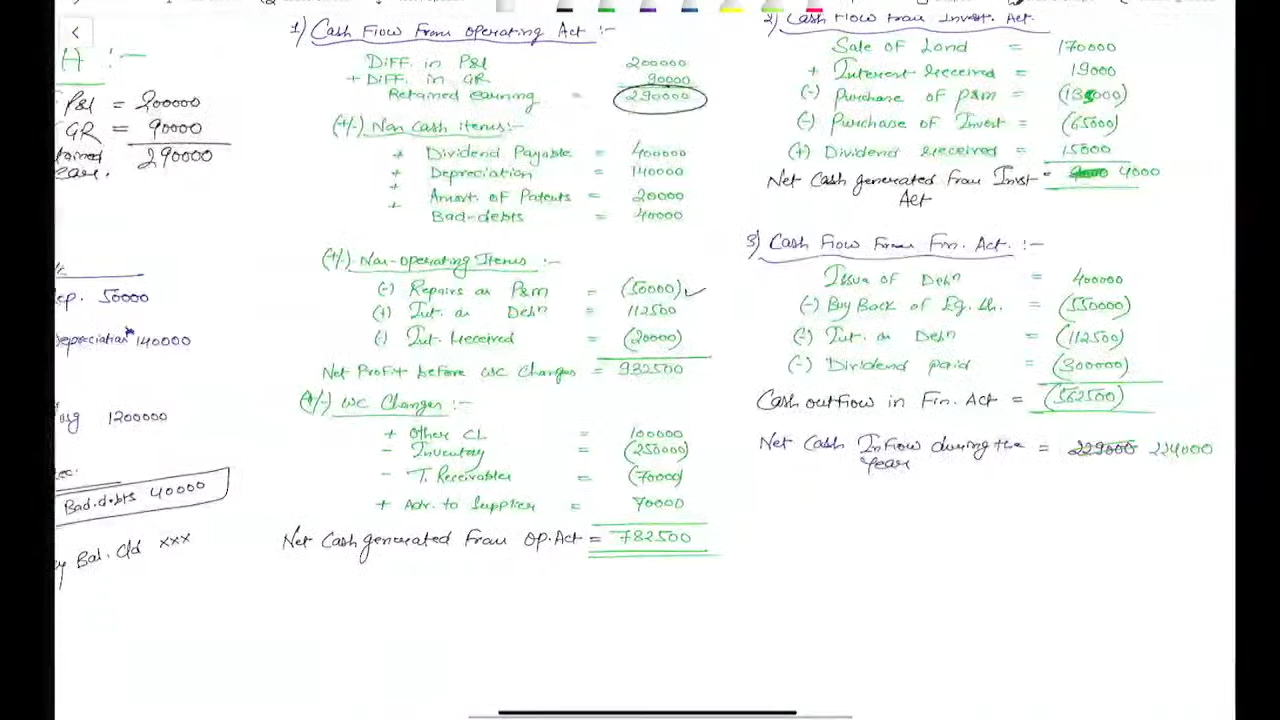 H :-
P&L = 200000
GR = 90000
290000
ear.
ep. 50000
epreciation 140000
1200000
ec:
Bad.debts 40000
y Bal. c/d xxx
1) Cash Flow From Operating Act :-
Diff. in P&L 200000
+ Diff. in GR 90000
Retained earning = 290000
(+/-) Non Cash items:-
+ Dividend Payable = 400000
+ Depreciation = 140000
+ Amort. of Patents = 20000
+ Bad-debts = 40000
(+/-) Non-operating Items :-
(-) Repairs on P&M = (50000) ✓
(+) Int. on Debn = 112500
(-) Int. received = (20000)
Net Profit before WC Changes = 932500
(+/-) WC Changes :-
+ Other CL = 100000
- Inventory = (250000)
- T. Receivables = (70000)
+ Adv. to Supplier = 70000
Net Cash generated From Op. Act = 782500
2) Cash Flow From Invest. Act.
Sale of Land = 170000
+ Interest received = 19000
(-) Purchase of P&M = (135000)
(-) Purchase of Invest = (65000)
(+) Dividend received = 15000
Net Cash generated From Invst = 4000
Act
3) Cash Flow From Fin. Act. :-
Issue of Debn = 400000
(-) Buy Back of Eq. Sh. = (550000)
(-) Int. on Debn = (112500)
(-) Dividend paid = (300000)
Cash outflow in Fin. Act = (562500)
Net Cash Inflow during the = 229000 224000
Year